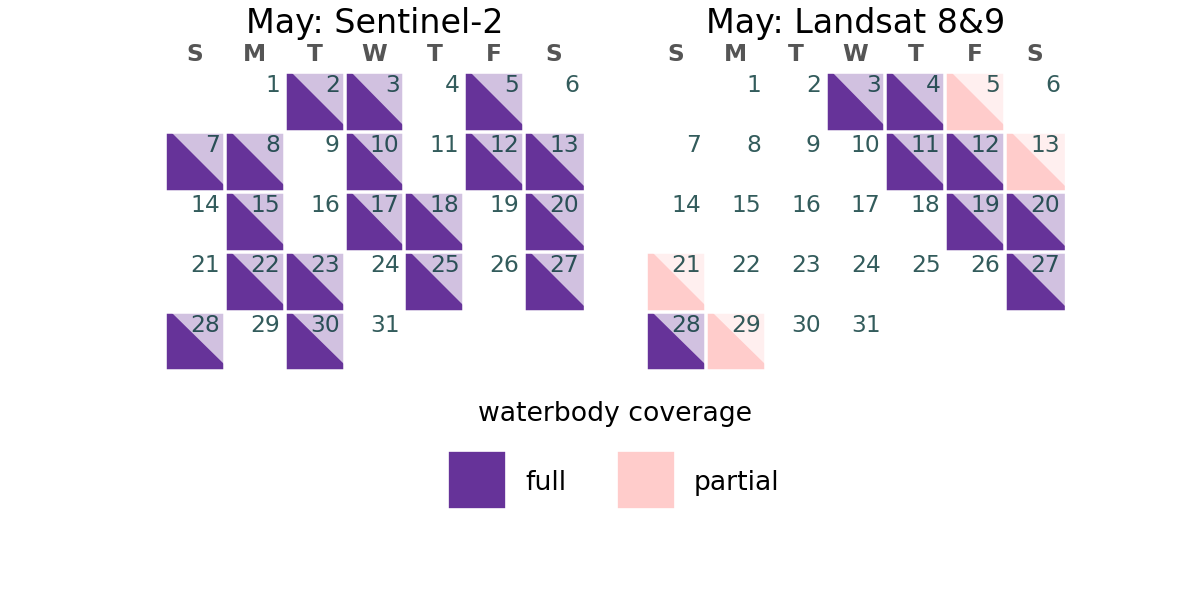 May: Sentinel-2
S M T W T F S
1 2 3 4 5 6
7 8 9 10 11 12 13
14 15 16 17 18 19 20
21 22 23 24 25 26 27
28 29 30 31
May: Landsat 8&9
S M T W T F S
1 2 3 4 5 6
7 8 9 10 11 12 13
14 15 16 17 18 19 20
21 22 23 24 25 26 27
28 29 30 31
waterbody coverage
full partial